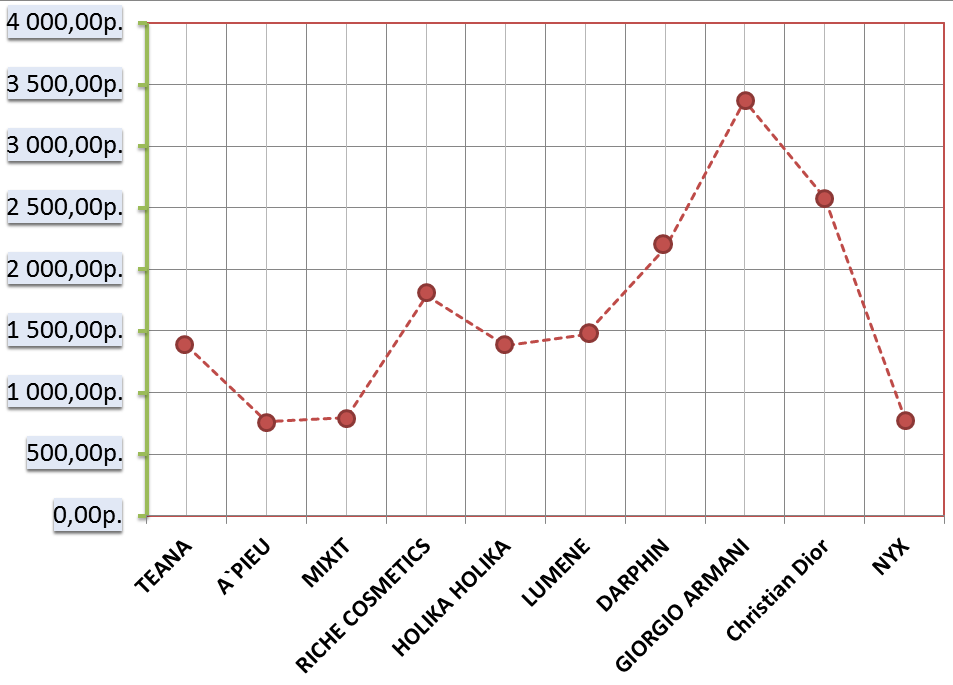 4 000,00р.
3 500,00р.
3 000,00р.
2 500,00р.
2 000,00р.
1 500,00р.
1 000,00р.
500,00р.
0,00р.
TEANA
A`PIEU
MIXIT
RICHE COSMETICS
HOLIKA HOLIKA
LUMENE
DARPHIN
GIORGIO ARMANI
Christian Dior
NYX